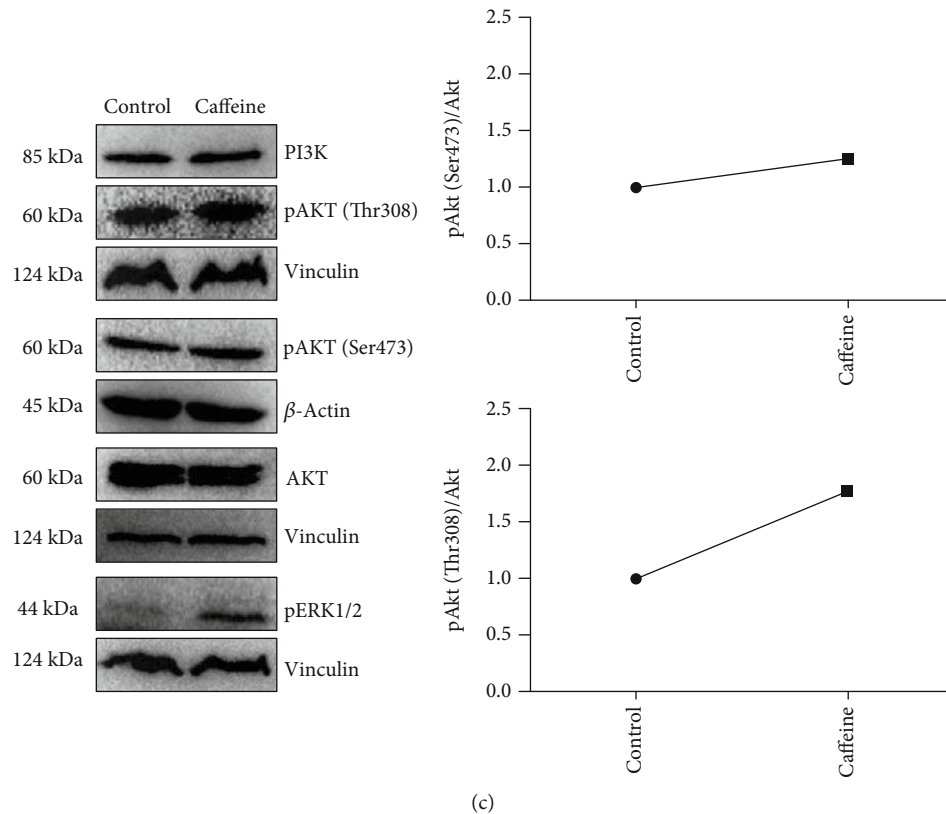 Control Caffeine
85 kDa PI3K
60 kDa pAKT (Thr308)
124 kDa Vinculin
60 kDa pAKT (Ser473)
45 kDa β-Actin
60 kDa AKT
124 kDa Vinculin
44 kDa pERK1/2
124 kDa Vinculin
pAkt (Ser473)/Akt
2.5
2.0
1.5
1.0
0.5
0.0
Control
Caffeine
pAkt (Thr308)/Akt
2.5
2.0
1.5
1.0
0.5
0.0
Control
Caffeine
(c)